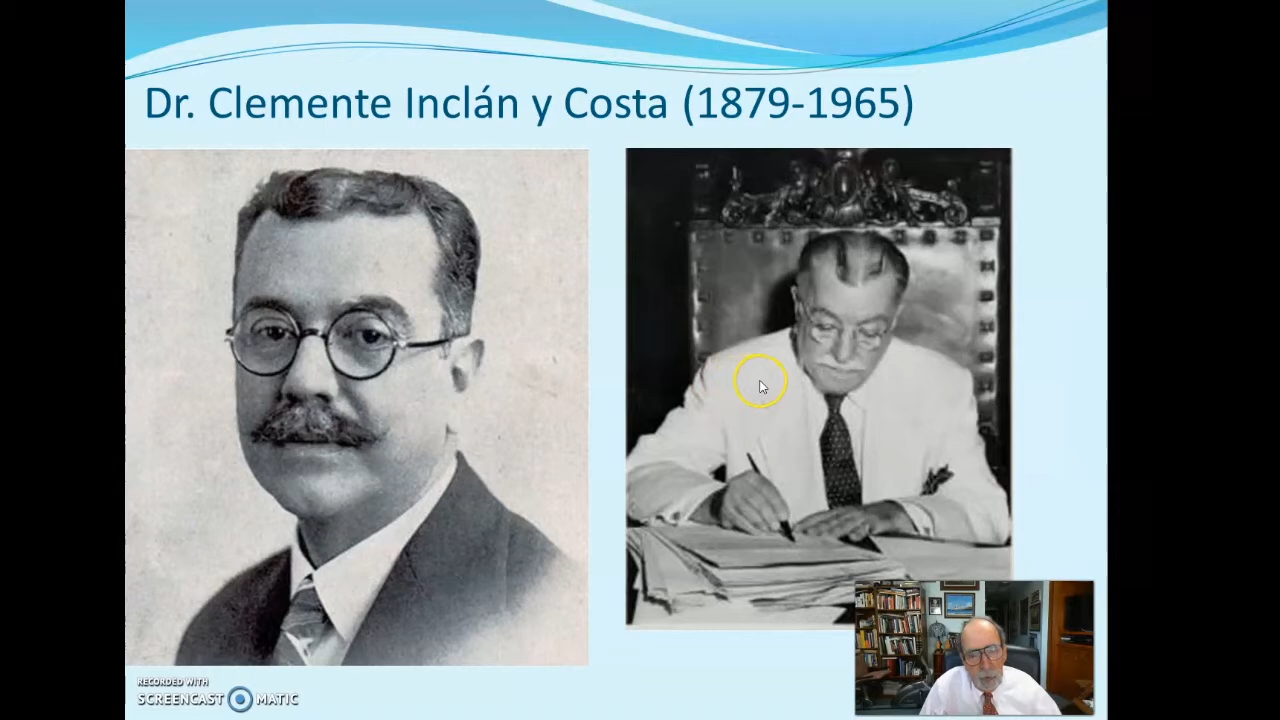 Dr. Clemente Inclán y Costa (1879-1965)
RECORDED WITH
SCREENCAST MATIC